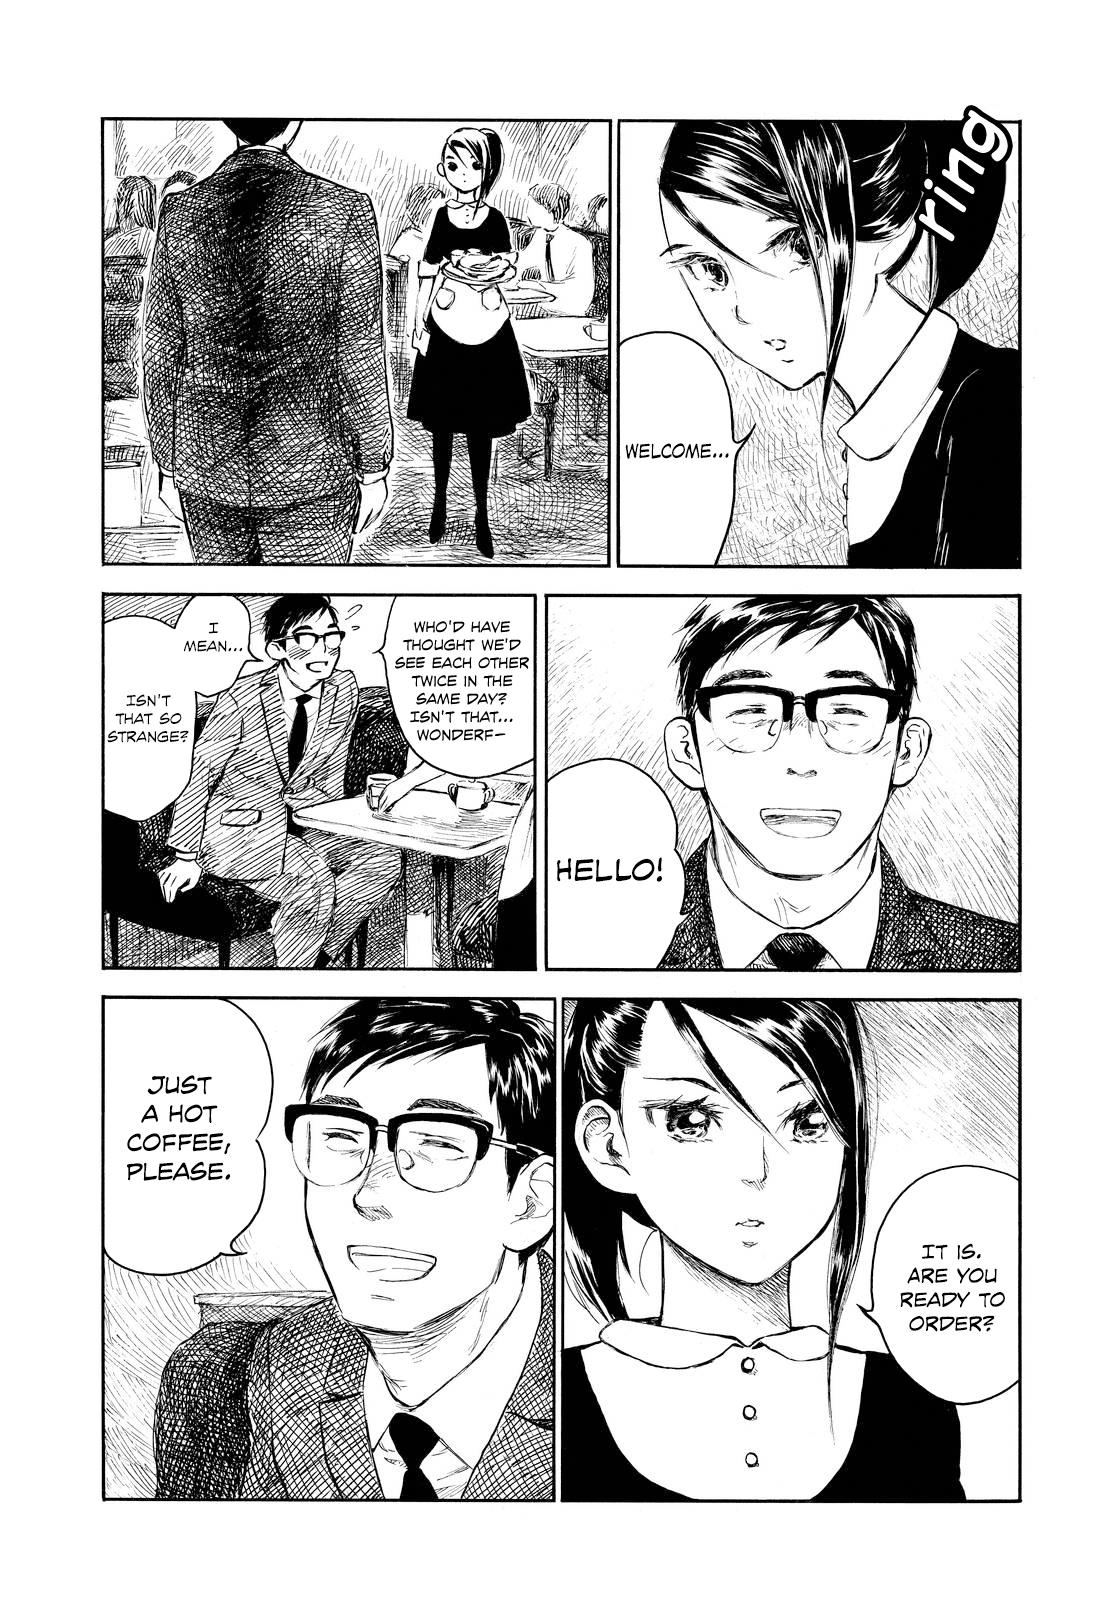 ring
WELCOME...
HELLO!
WHO'D HAVE
THOUGHT WE'D
SEE EACH OTHER
TWICE IN THE
SAME DAY?
ISN'T THAT...
WONDERF-
I
MEAN...
ISN'T
THAT SO
STRANGE?
IT IS.
ARE YOU
READY TO
ORDER?
JUST
A HOT
COFFEE,
PLEASE.